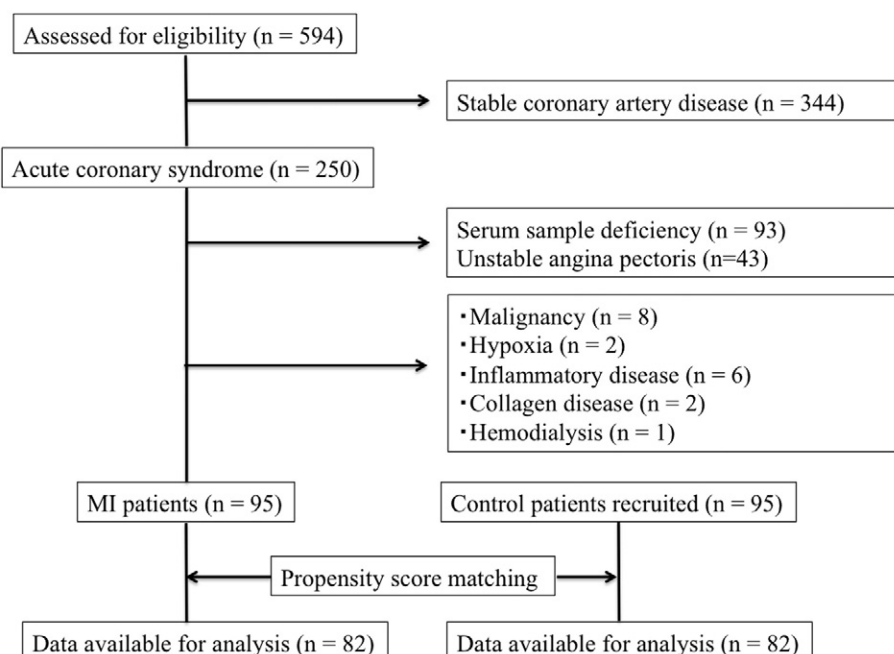 Assessed for eligibility (n = 594)
Stable coronary artery disease (n = 344)
Acute coronary syndrome (n = 250)
Serum sample deficiency (n = 93)
Unstable angina pectoris (n=43)
・Malignancy (n = 8)
・Hypoxia (n = 2)
・Inflammatory disease (n = 6)
・Collagen disease (n = 2)
・Hemodialysis (n = 1)
MI patients (n = 95)
Control patients recruited (n = 95)
Propensity score matching
Data available for analysis (n = 82)
Data available for analysis (n = 82)